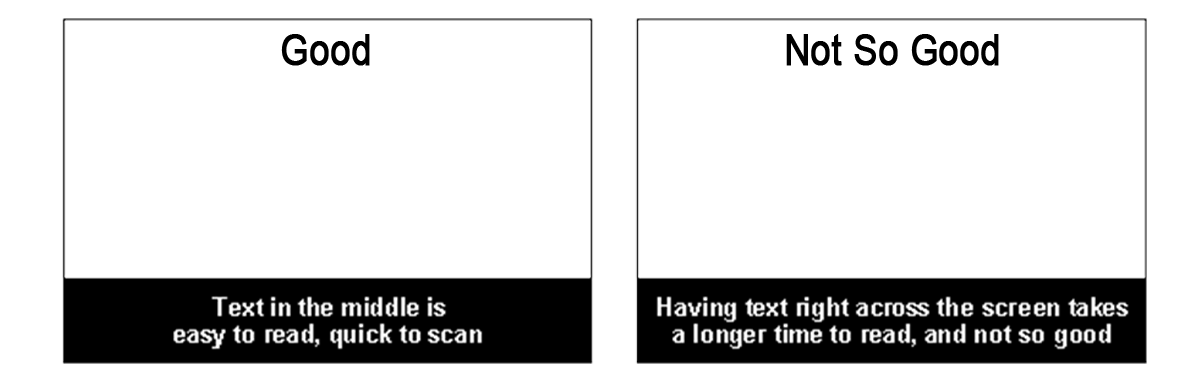 Good
Text in the middle is
easy to read, quick to scan
Not So Good
Having text right across the screen takes
a longer time to read, and not so good